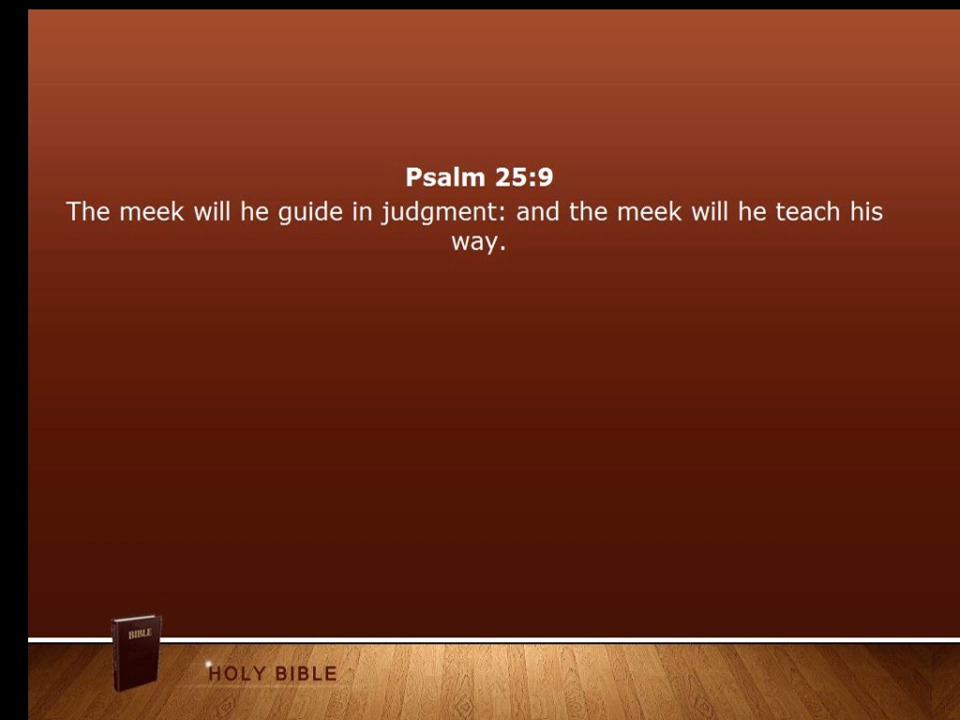 Psalm 25:9
The meek will he guide in judgment: and the meek will he teach his
way.
BIBLE
HOLY BIBLE